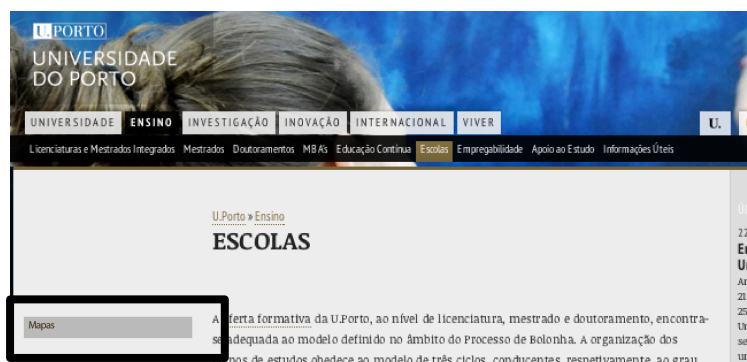 U.PORTO
UNIVERSIDADE
DO PORTO
UNIVERSIDADE ENSINO INVESTIGAÇÃO INOVAÇÃO INTERNACIONAL VIVER U.
Licenciaturas e Mestrados Integrados Mestrados Doutoramentos MBA's Educação Contínua Escolas Empregabilidade Apoio ao Estudo Informações Úteis
U.Porto » Ensino
ESCOLAS
Mapas
A oferta formativa da U.Porto, ao nível de licenciatura, mestrado e doutoramento, encontra-
se adequada ao modelo definido no âmbito do Processo de Bolonha. A organização dos
de estudos obedece ao modelo de três ciclos, conducentes, respetivamente, ao grau
22
21
25